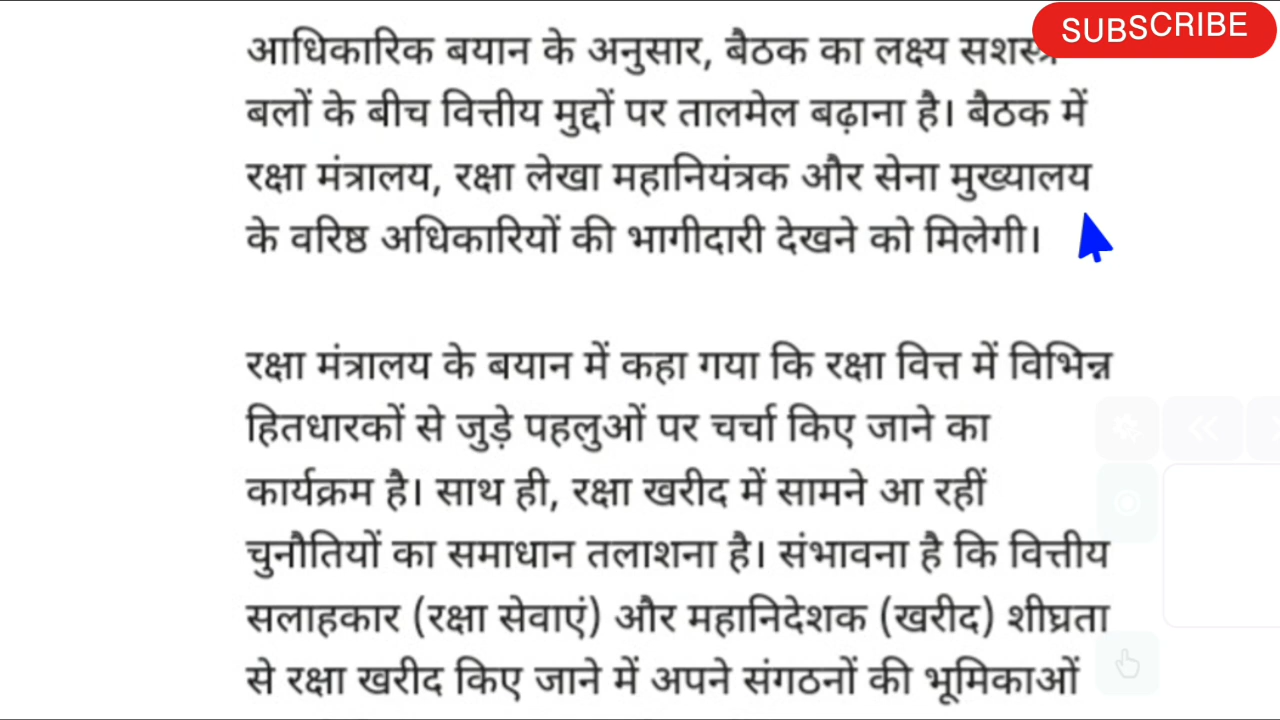 SUBSCRIBE
आधिकारिक बयान के अनुसार, बैठक का लक्ष्य सशस्त्र
बलों के बीच वित्तीय मुद्दों पर तालमेल बढ़ाना है। बैठक में
रक्षा मंत्रालय, रक्षा लेखा महानियंत्रक और सेना मुख्यालय
के वरिष्ठ अधिकारियों की भागीदारी देखने को मिलेगी।
रक्षा मंत्रालय के बयान में कहा गया कि रक्षा वित्त में विभिन्न
हितधारकों से जुड़े पहलुओं पर चर्चा किए जाने का
कार्यक्रम है। साथ ही, रक्षा खरीद में सामने आ रहीं
चुनौतियों का समाधान तलाशना है। संभावना है कि वित्तीय
सलाहकार (रक्षा सेवाएं) और महानिदेशक (खरीद) शीघ्रता
से रक्षा खरीद किए जाने में अपने संगठनों की भूमिकाओं